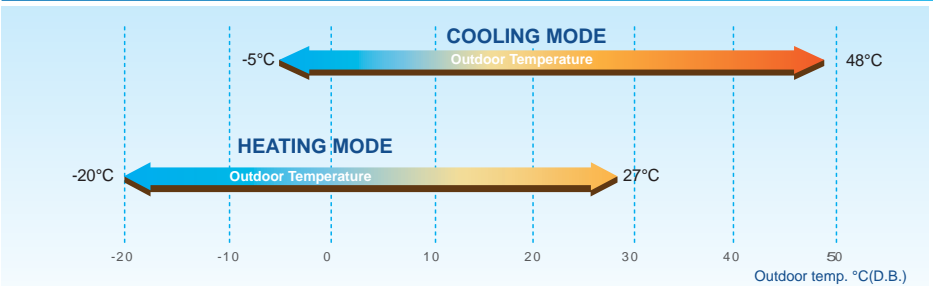 COOLING MODE
-5°C Outdoor Temperature 48°C
HEATING MODE
-20°C Outdoor Temperature 27°C
-20 -10 0 10 20 30 40 50
Outdoor temp. °C(D.B.)